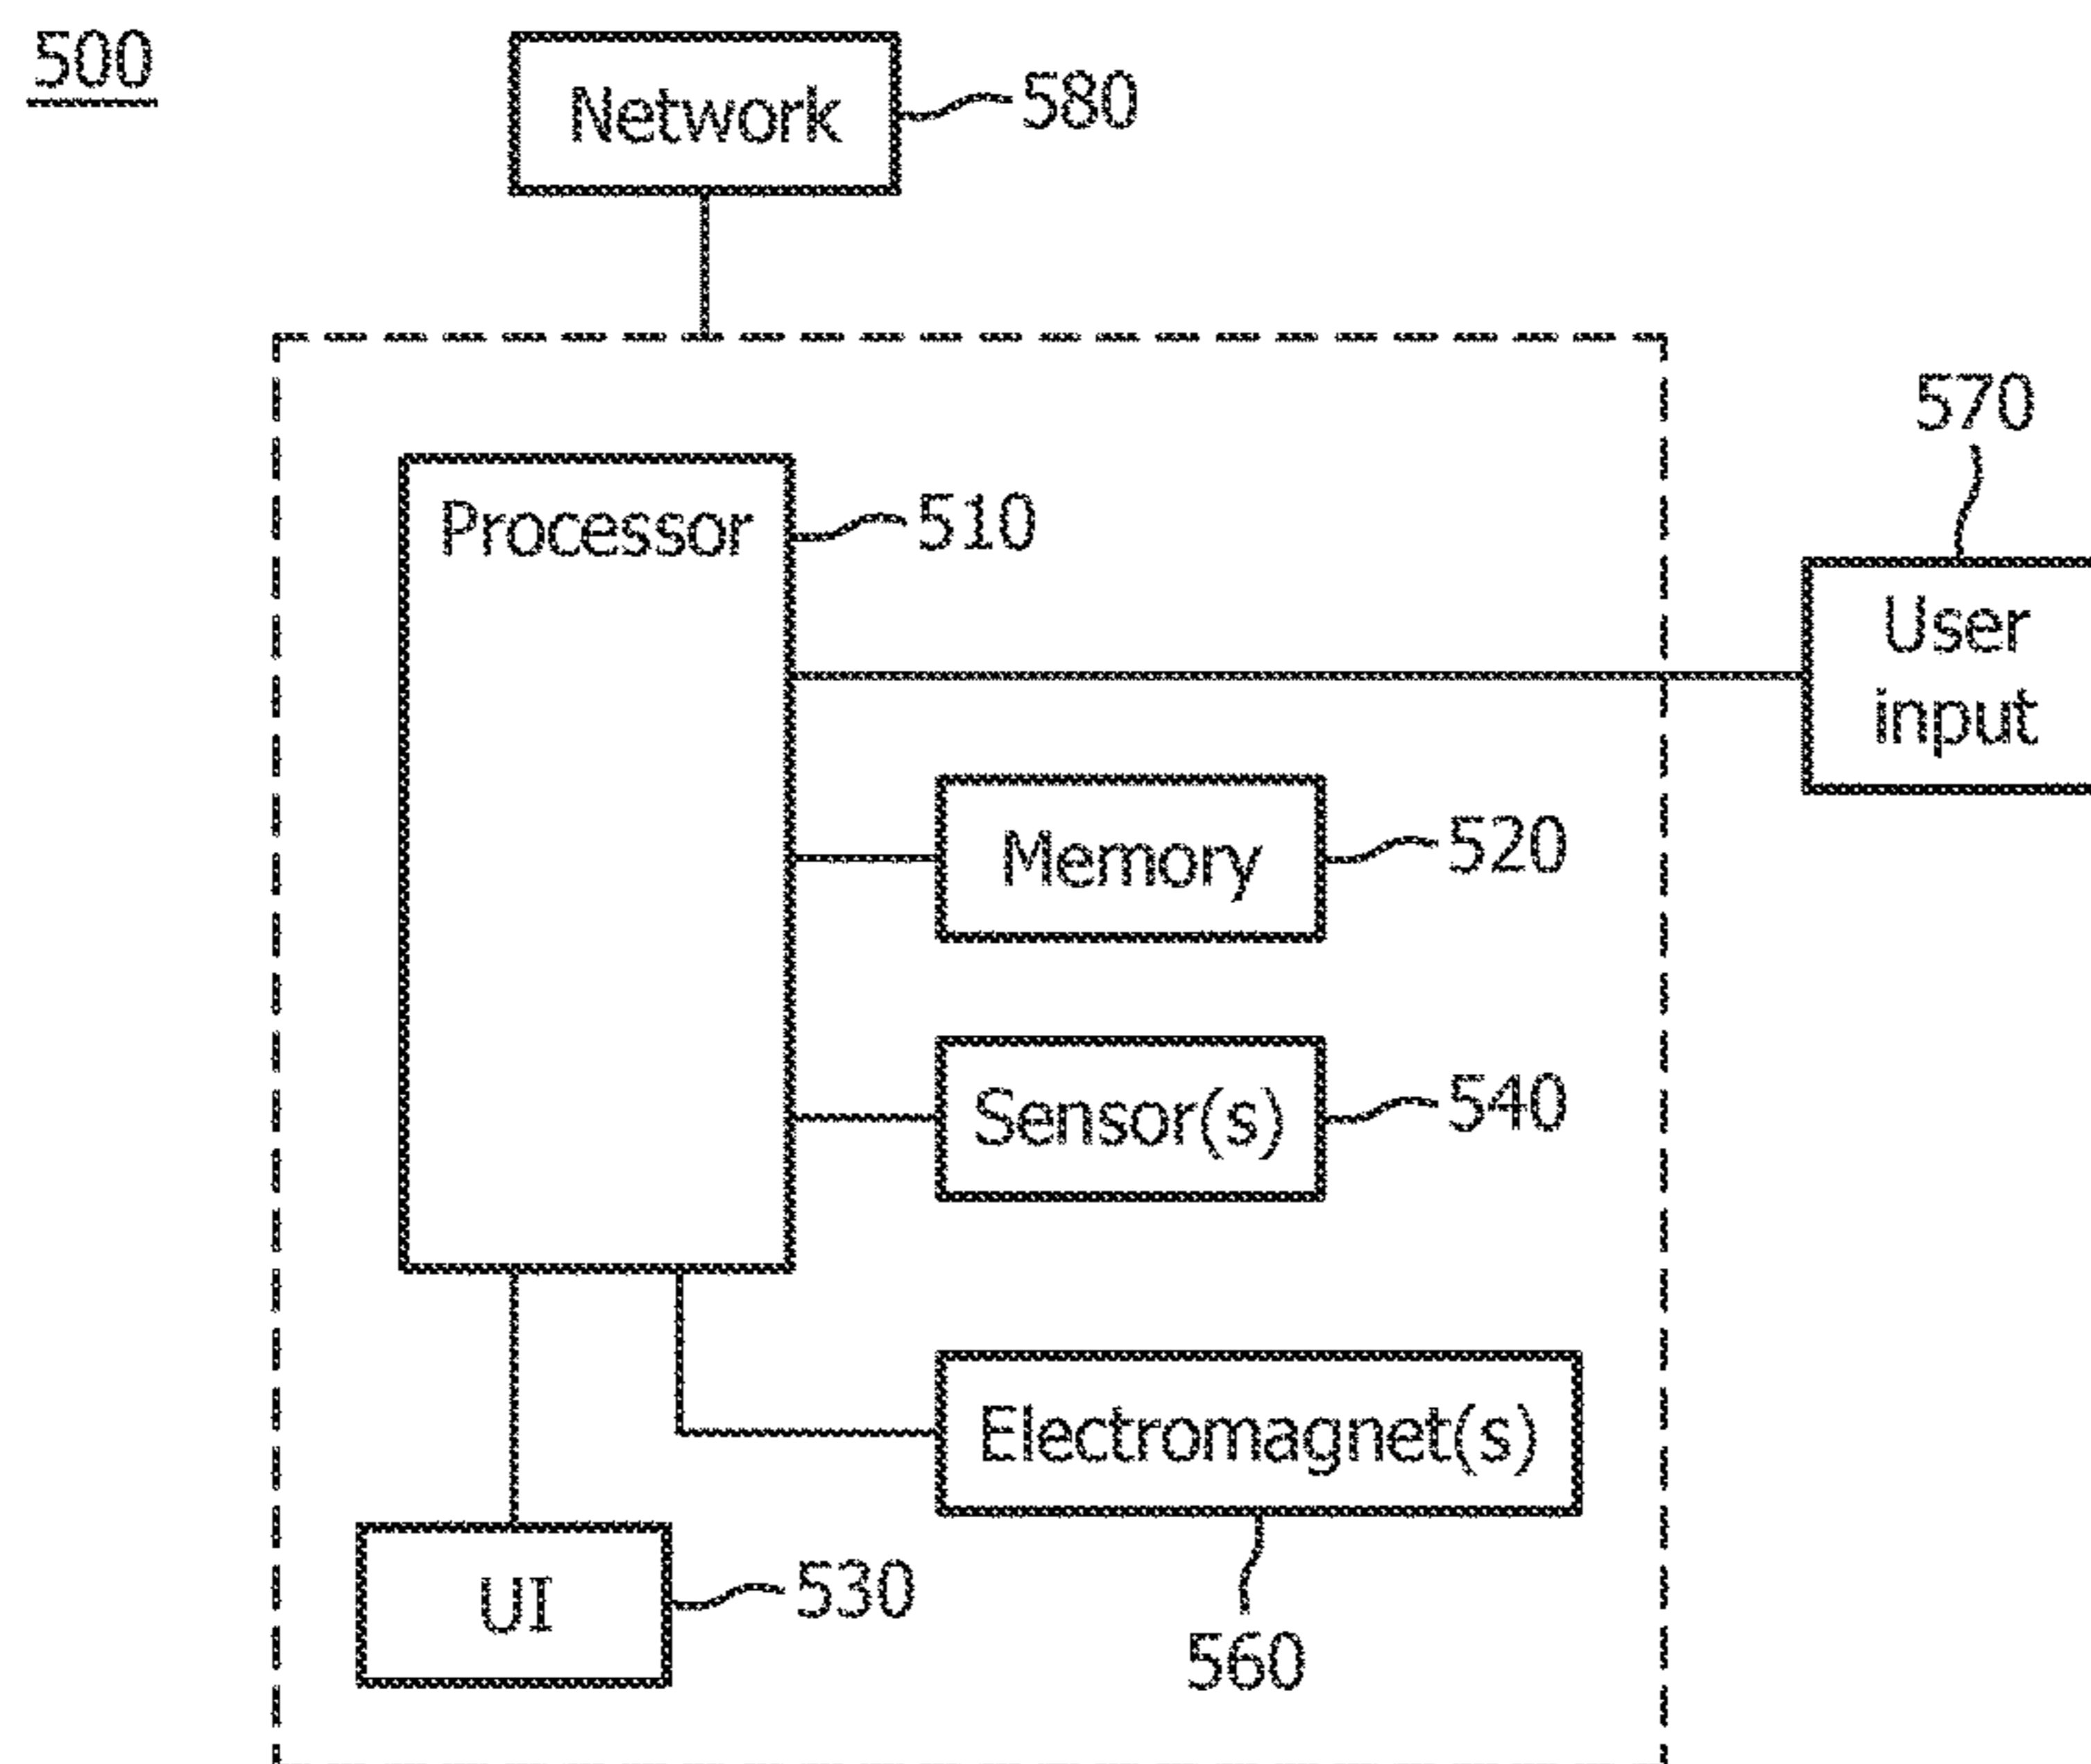 500
Network
580
570
Processor
510
User
input
Memory
520
Sensor(s)
540
Electromagnet(s)
UI
530
560